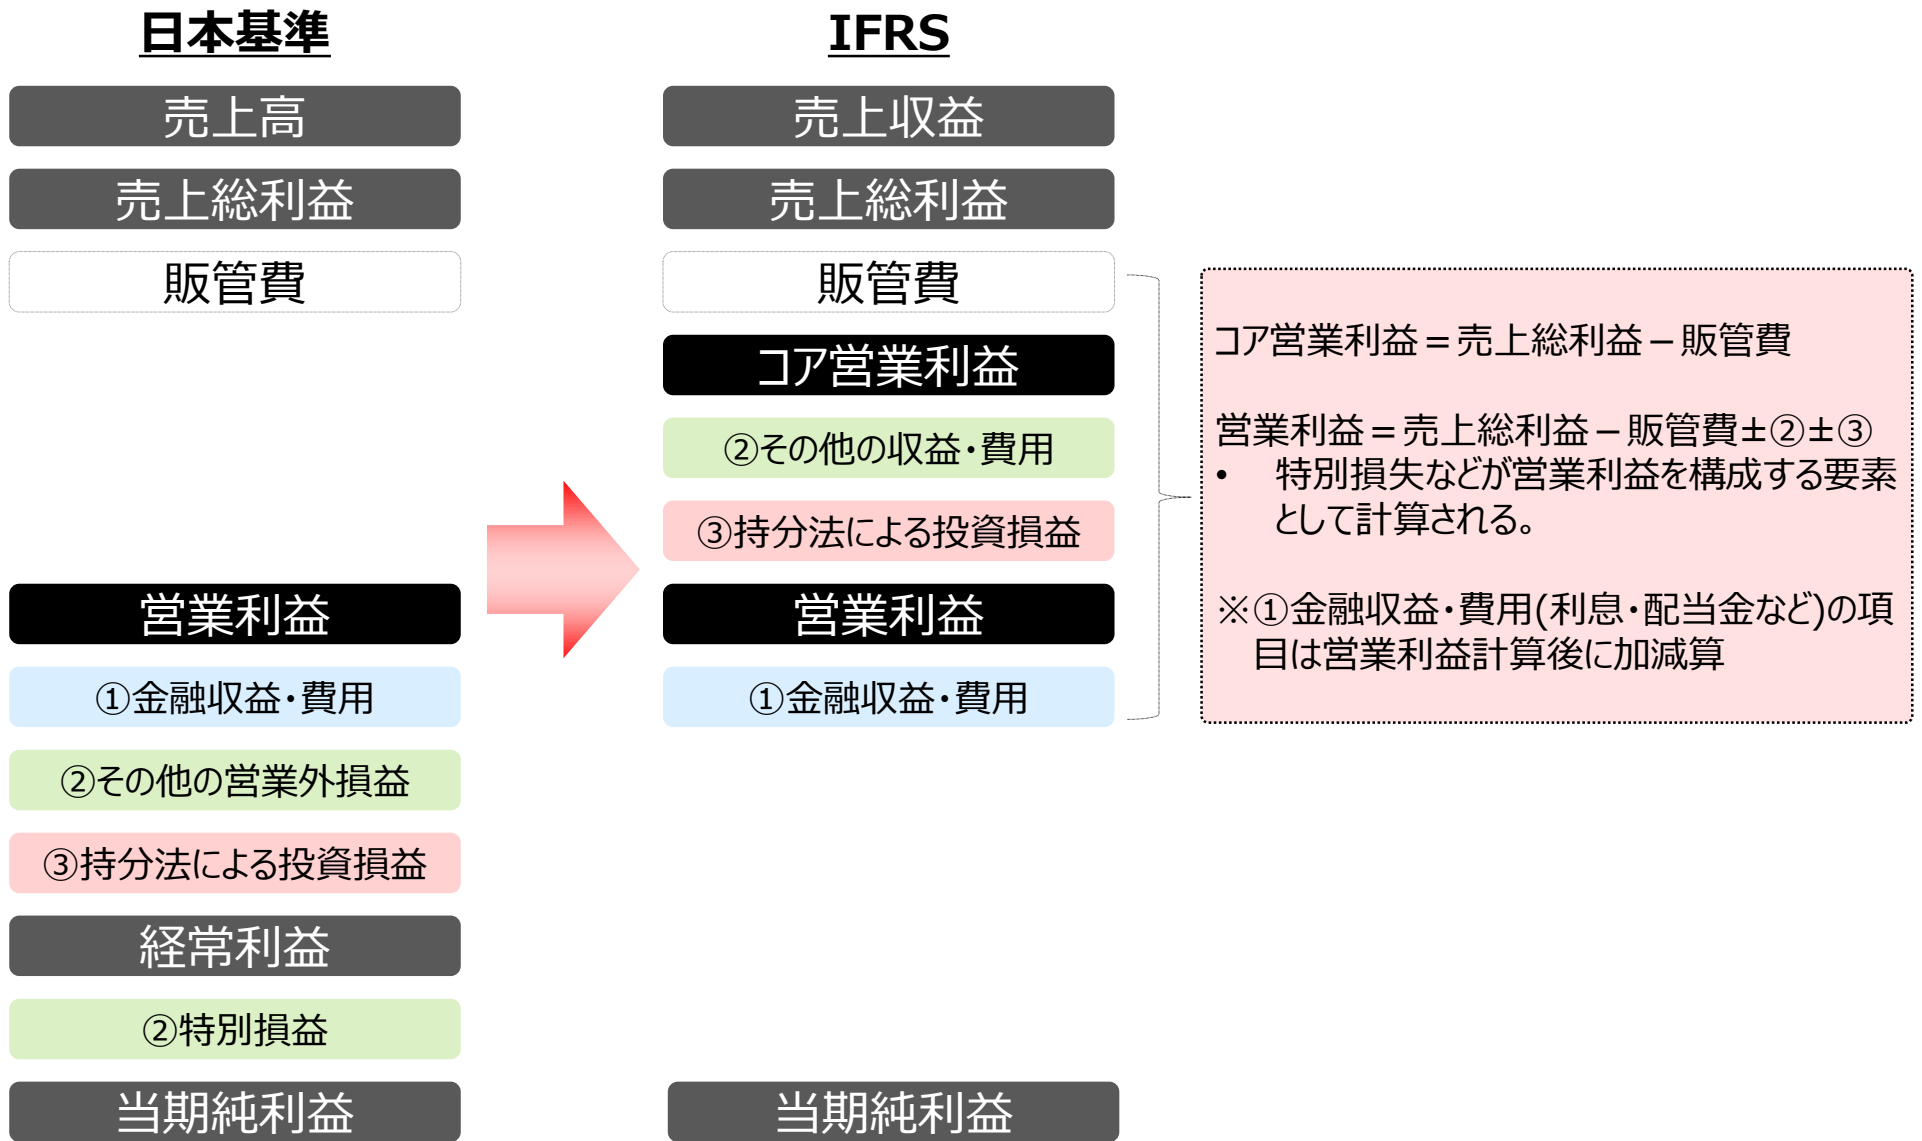 日本基準
売上高
売上総利益
販管費
営業利益
①金融収益・費用
②その他の営業外損益
③持分法による投資損益
経常利益
②特別損益
当期純利益
IFRS
売上収益
売上総利益
販管費
コア営業利益
②その他の収益・費用
③持分法による投資損益
営業利益
①金融収益・費用
当期純利益
コア営業利益=売上総利益–販管費
営業利益=売上総利益–販管費±②±③
• 特別損失などが営業利益を構成する要素
として計算される。
※①金融収益・費用(利息・配当金など)の項
目は営業利益計算後に加減算